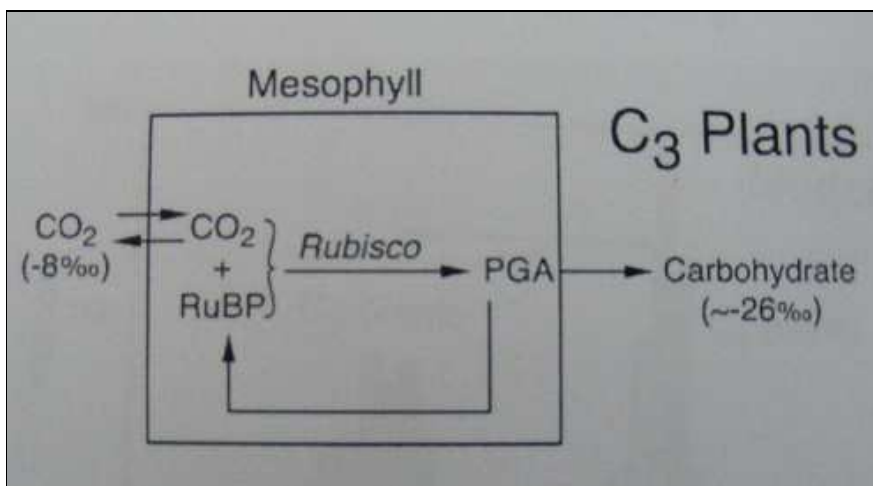 Mesophyll
C₃ Plants
CO₂
(-8‰)
CO₂
+
RuBP
Rubisco
PGA
Carbohydrate
(~-26‰)